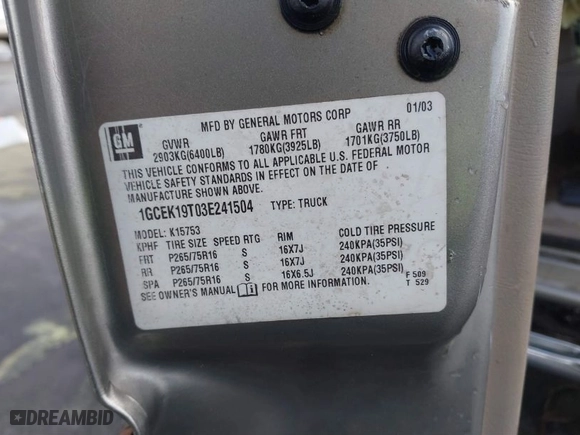 MFD BY GENERAL MOTORS CORP 01/03
GM GVWR GAWR FRT GAWR RR
2903KG(6400LB) 1780KG(3925LB) 1701KG(3750LB)
THIS VEHICLE CONFORMS TO ALL APPLICABLE U.S. FEDERAL MOTOR
VEHICLE SAFETY STANDARDS IN EFFECT ON THE DATE OF
MANUFACTURE SHOWN ABOVE.
1GCEK19T03E241504 TYPE: TRUCK
MODEL: K15753
KPHF TIRE SIZE SPEED RTG RIM COLD TIRE PRESSURE
FRT P265/75R16 S 16X7J 240KPA(35PSI)
RR P265/75R16 S 16X7J 240KPA(35PSI)
SPA P265/75R16 S 16X6.5J 240KPA(35PSI)
SEE OWNER'S MANUAL FOR MORE INFORMATION.
F 509
T 529
DREAMBID